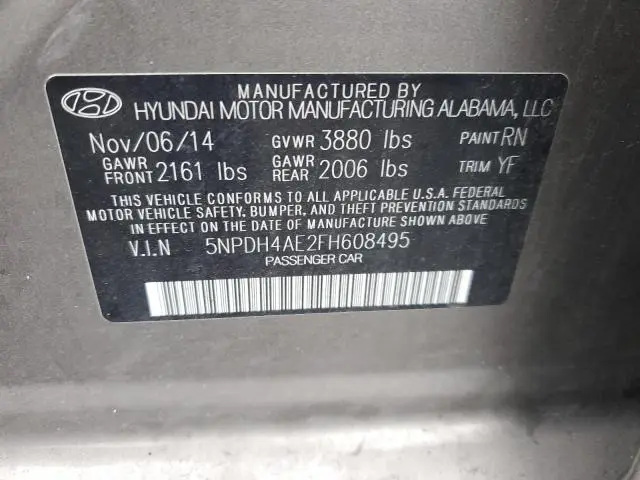 MANUFACTURED BY
HYUNDAI MOTOR MANUFACTURING ALABAMA, LLC
Nov/06/14 GVWR 3880 lbs PAINT RN
GAWR FRONT 2161 lbs GAWR REAR 2006 lbs TRIM YF
THIS VEHICLE CONFORMS TO ALL APPLICABLE U.S.A. FEDERAL
MOTOR VEHICLE SAFETY, BUMPER, AND THEFT PREVENTION STANDARDS
IN EFFECT ON THE DATE OF MANUFACTURE SHOWN ABOVE
V.I.N 5NPDH4AE2FH608495
PASSENGER CAR